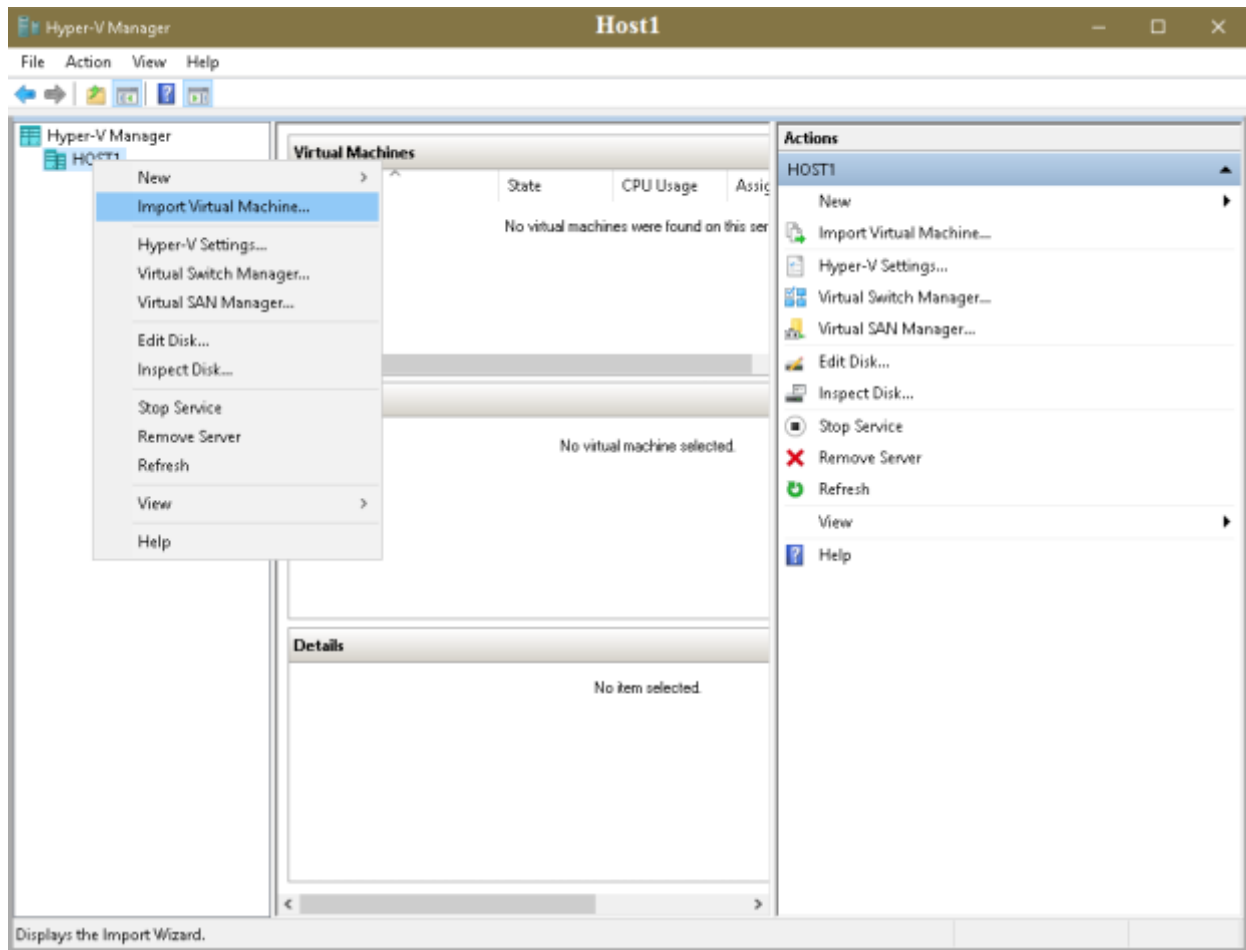 Hyper-V Manager
Host1
File Action View Help
Hyper-V Manager
HOST1
New
Import Virtual Machine...
Hyper-V Settings...
Virtual Switch Manager...
Virtual SAN Manager...
Edit Disk...
Inspect Disk...
Stop Service
Remove Server
Refresh
View
Help
Virtual Machines
State CPU Usage Assig
No virtual machines were found on this ser
No virtual machine selected.
Details
No item selected.
Actions
HOST1
New
Import Virtual Machine...
Hyper-V Settings...
Virtual Switch Manager...
Virtual SAN Manager...
Edit Disk...
Inspect Disk...
Stop Service
Remove Server
Refresh
View
Help
Displays the Import Wizard.